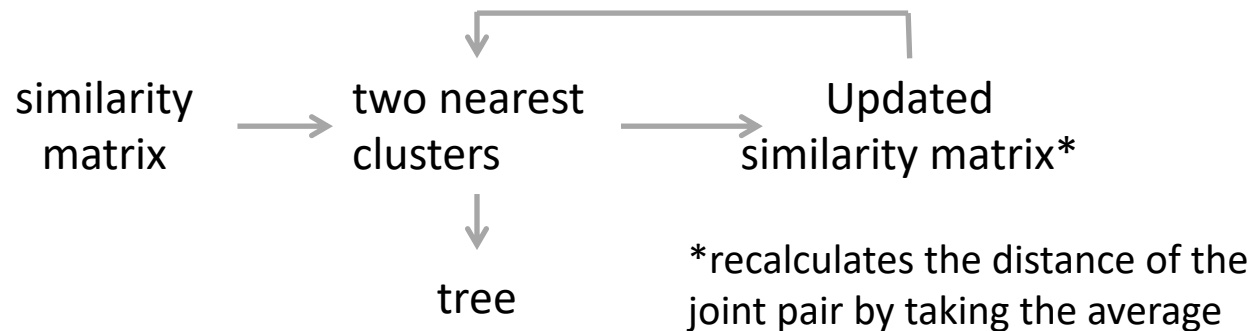 similarity
matrix
two nearest
clusters
Updated
similarity matrix*
tree
*recalculates the distance of the
joint pair by taking the average